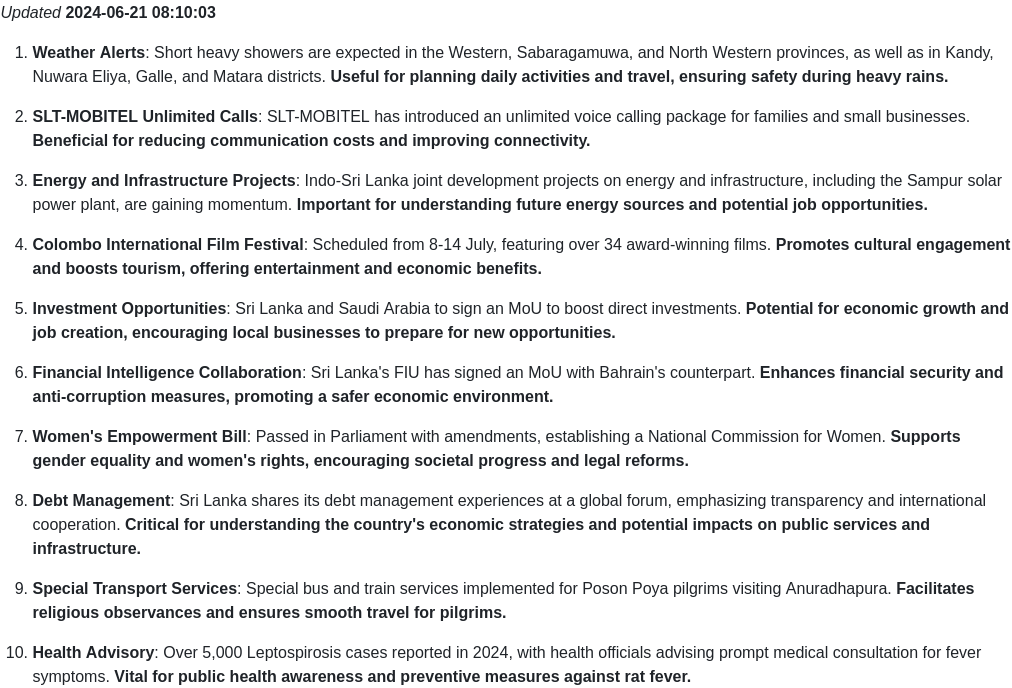 Updated 2024-06-21 08:10:03
1. Weather Alerts: Short heavy showers are expected in the Western, Sabaragamuwa, and North Western provinces, as well as in Kandy,
Nuwara Eliya, Galle, and Matara districts. Useful for planning daily activities and travel, ensuring safety during heavy rains.
2. SLT-MOBITEL Unlimited Calls: SLT-MOBITEL has introduced an unlimited voice calling package for families and small businesses.
Beneficial for reducing communication costs and improving connectivity.
3. Energy and Infrastructure Projects: Indo-Sri Lanka joint development projects on energy and infrastructure, including the Sampur solar
power plant, are gaining momentum. Important for understanding future energy sources and potential job opportunities.
4. Colombo International Film Festival: Scheduled from 8-14 July, featuring over 34 award-winning films. Promotes cultural engagement
and boosts tourism, offering entertainment and economic benefits.
5. Investment Opportunities: Sri Lanka and Saudi Arabia to sign an MoU to boost direct investments. Potential for economic growth and
job creation, encouraging local businesses to prepare for new opportunities.
6. Financial Intelligence Collaboration: Sri Lanka's FIU has signed an MoU with Bahrain's counterpart. Enhances financial security and
anti-corruption measures, promoting a safer economic environment.
7. Women's Empowerment Bill: Passed in Parliament with amendments, establishing a National Commission for Women. Supports
gender equality and women's rights, encouraging societal progress and legal reforms.
8. Debt Management: Sri Lanka shares its debt management experiences at a global forum, emphasizing transparency and international
cooperation. Critical for understanding the country's economic strategies and potential impacts on public services and
infrastructure.
9. Special Transport Services: Special bus and train services implemented for Poson Poya pilgrims visiting Anuradhapura. Facilitates
religious observances and ensures smooth travel for pilgrims.
10. Health Advisory: Over 5,000 Leptospirosis cases reported in 2024, with health officials advising prompt medical consultation for fever
symptoms. Vital for public health awareness and preventive measures against rat fever.